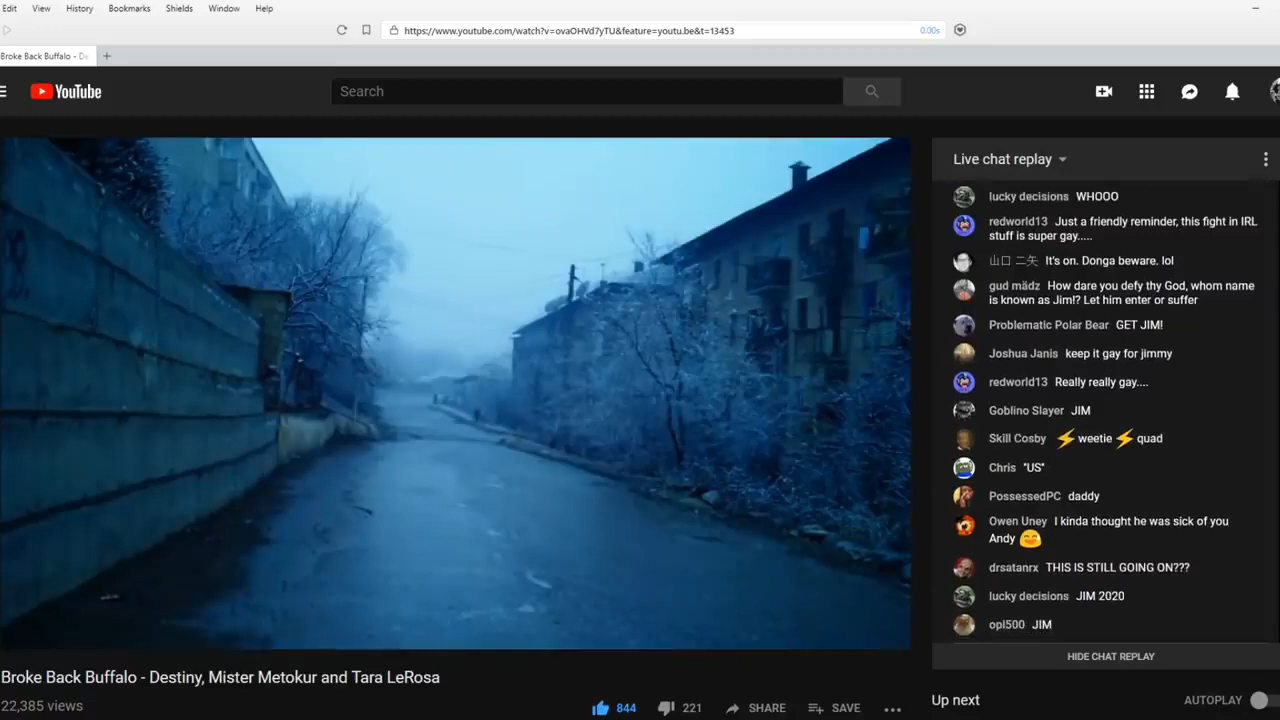 Edit View History Bookmarks Shields Window Help
https://www.youtube.com/watch?v=ovaOHVd7yTU&feature=youtu.be&t=13453 0.00s
Broke Back Buffalo - De
YouTube Search
Live chat replay
lucky decisions WHOOO
redworld13 Just a friendly reminder, this fight in IRL
stuff is super gay.....
山口 二矢 It's on. Donga beware. lol
gud mädz How dare you defy thy God, whom name
is known as Jim!? Let him enter or suffer
Problematic Polar Bear GET JIM!
Joshua Janis keep it gay for jimmy
redworld13 Really really gay....
Goblino Slayer JIM
Skill Cosby ⚡weetie⚡quad
Chris "US"
PossessedPC daddy
Owen Uney I kinda thought he was sick of you
Andy 😊
drsatanrx THIS IS STILL GOING ON???
lucky decisions JIM 2020
opl500 JIM
HIDE CHAT REPLAY
Broke Back Buffalo - Destiny, Mister Metokur and Tara LeRosa
22,385 views 844 221 SHARE SAVE
Up next AUTOPLAY